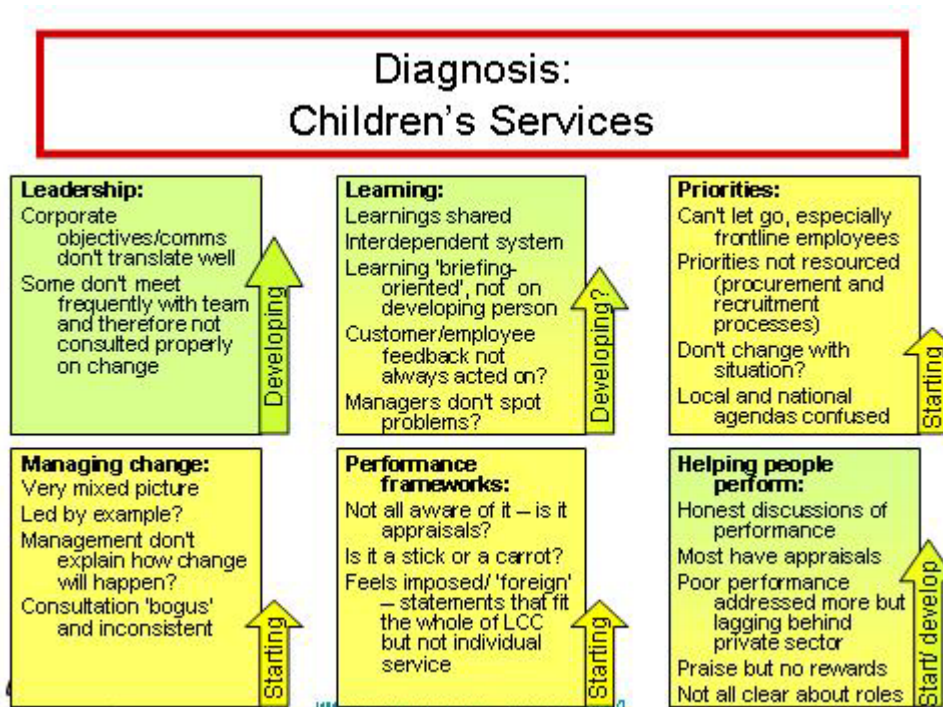 Diagnosis:
Children's Services
Leadership:
Corporate
objectives/comms
don't translate well
Some don't meet
frequently with team
and therefore not
consulted properly
on change
Developing
Learning:
Learnings shared
Interdependent system
Learning 'briefing-
oriented', not on
developing person
Customer/employee
feedback not
always acted on?
Managers don't spot
problems?
Developing?
Priorities:
Can't let go, especially
frontline employees
Priorities not resourced
(procurement and
recruitment
processes)
Don't change with
situation?
Local and national
agendas confused
Starting
Managing change:
Very mixed picture
Led by example?
Management don't
explain how change
will happen?
Consultation 'bogus'
and inconsistent
Starting
Performance
frameworks:
Not all aware of it – is it
appraisals?
Is it a stick or a carrot?
Feels imposed/ 'foreign'
– statements that fit
the whole of LCC
but not individual
service
Starting
Helping people
perform:
Honest discussions of
performance
Most have appraisals
Poor performance
addressed more but
lagging behind
private sector
Praise but no rewards
Not all clear about roles
Start/ develop